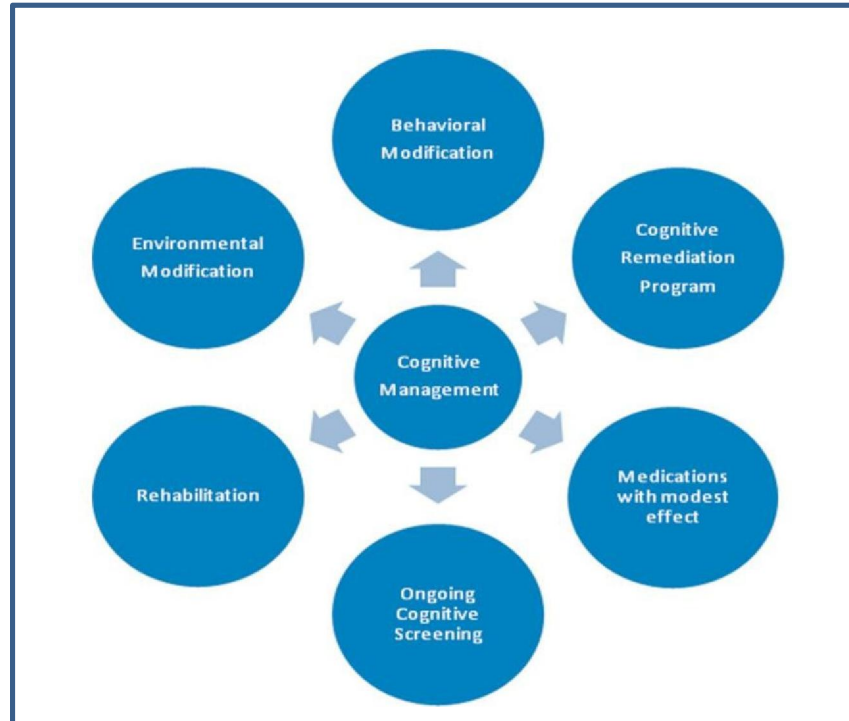 Behavioral
Modification
Cognitive
Remediation
Program
Medications
with modest
effect
Ongoing
Cognitive
Screening
Rehabilitation
Environmental
Modification
Cognitive
Management